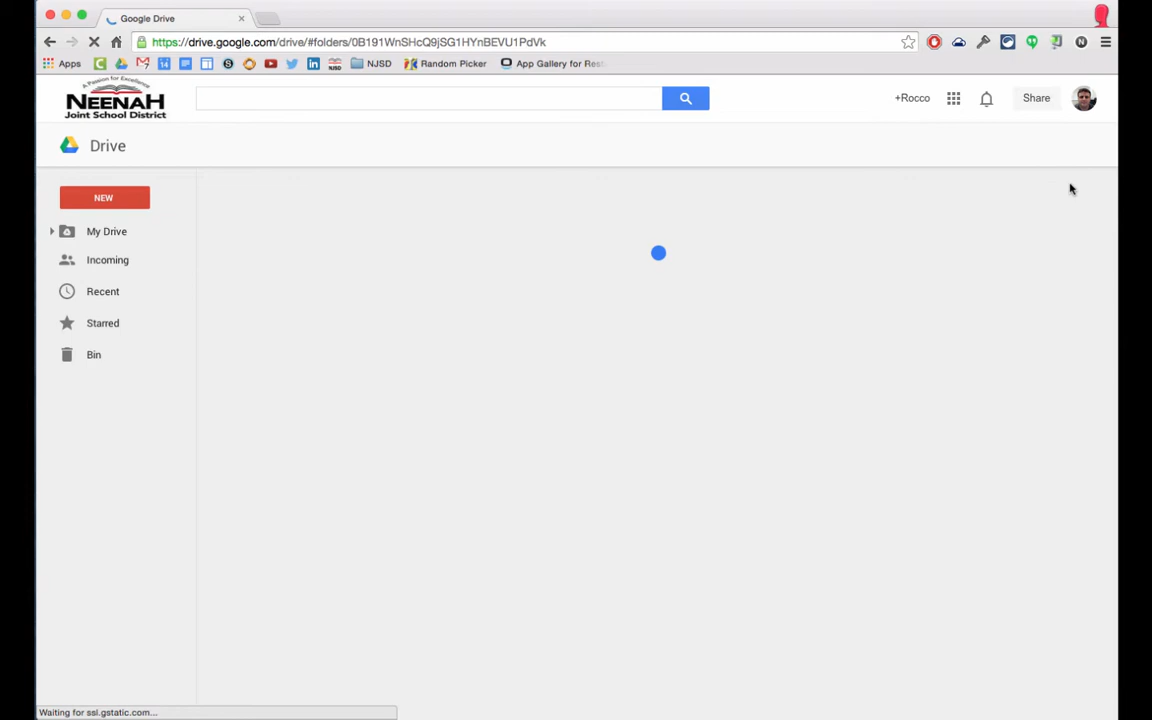 Google Drive
https://drive.google.com/drive/#folders/0B191WnSHcQ9jSG1HYnBEVU1PdVk
Apps
NJSD
Random Picker
App Gallery for Rest
A Passion for Excellence
NEENAH
Joint School District
+Rocco
Share
Drive
NEW
My Drive
Incoming
Recent
Starred
Bin
Waiting for ssl.gstatic.com...